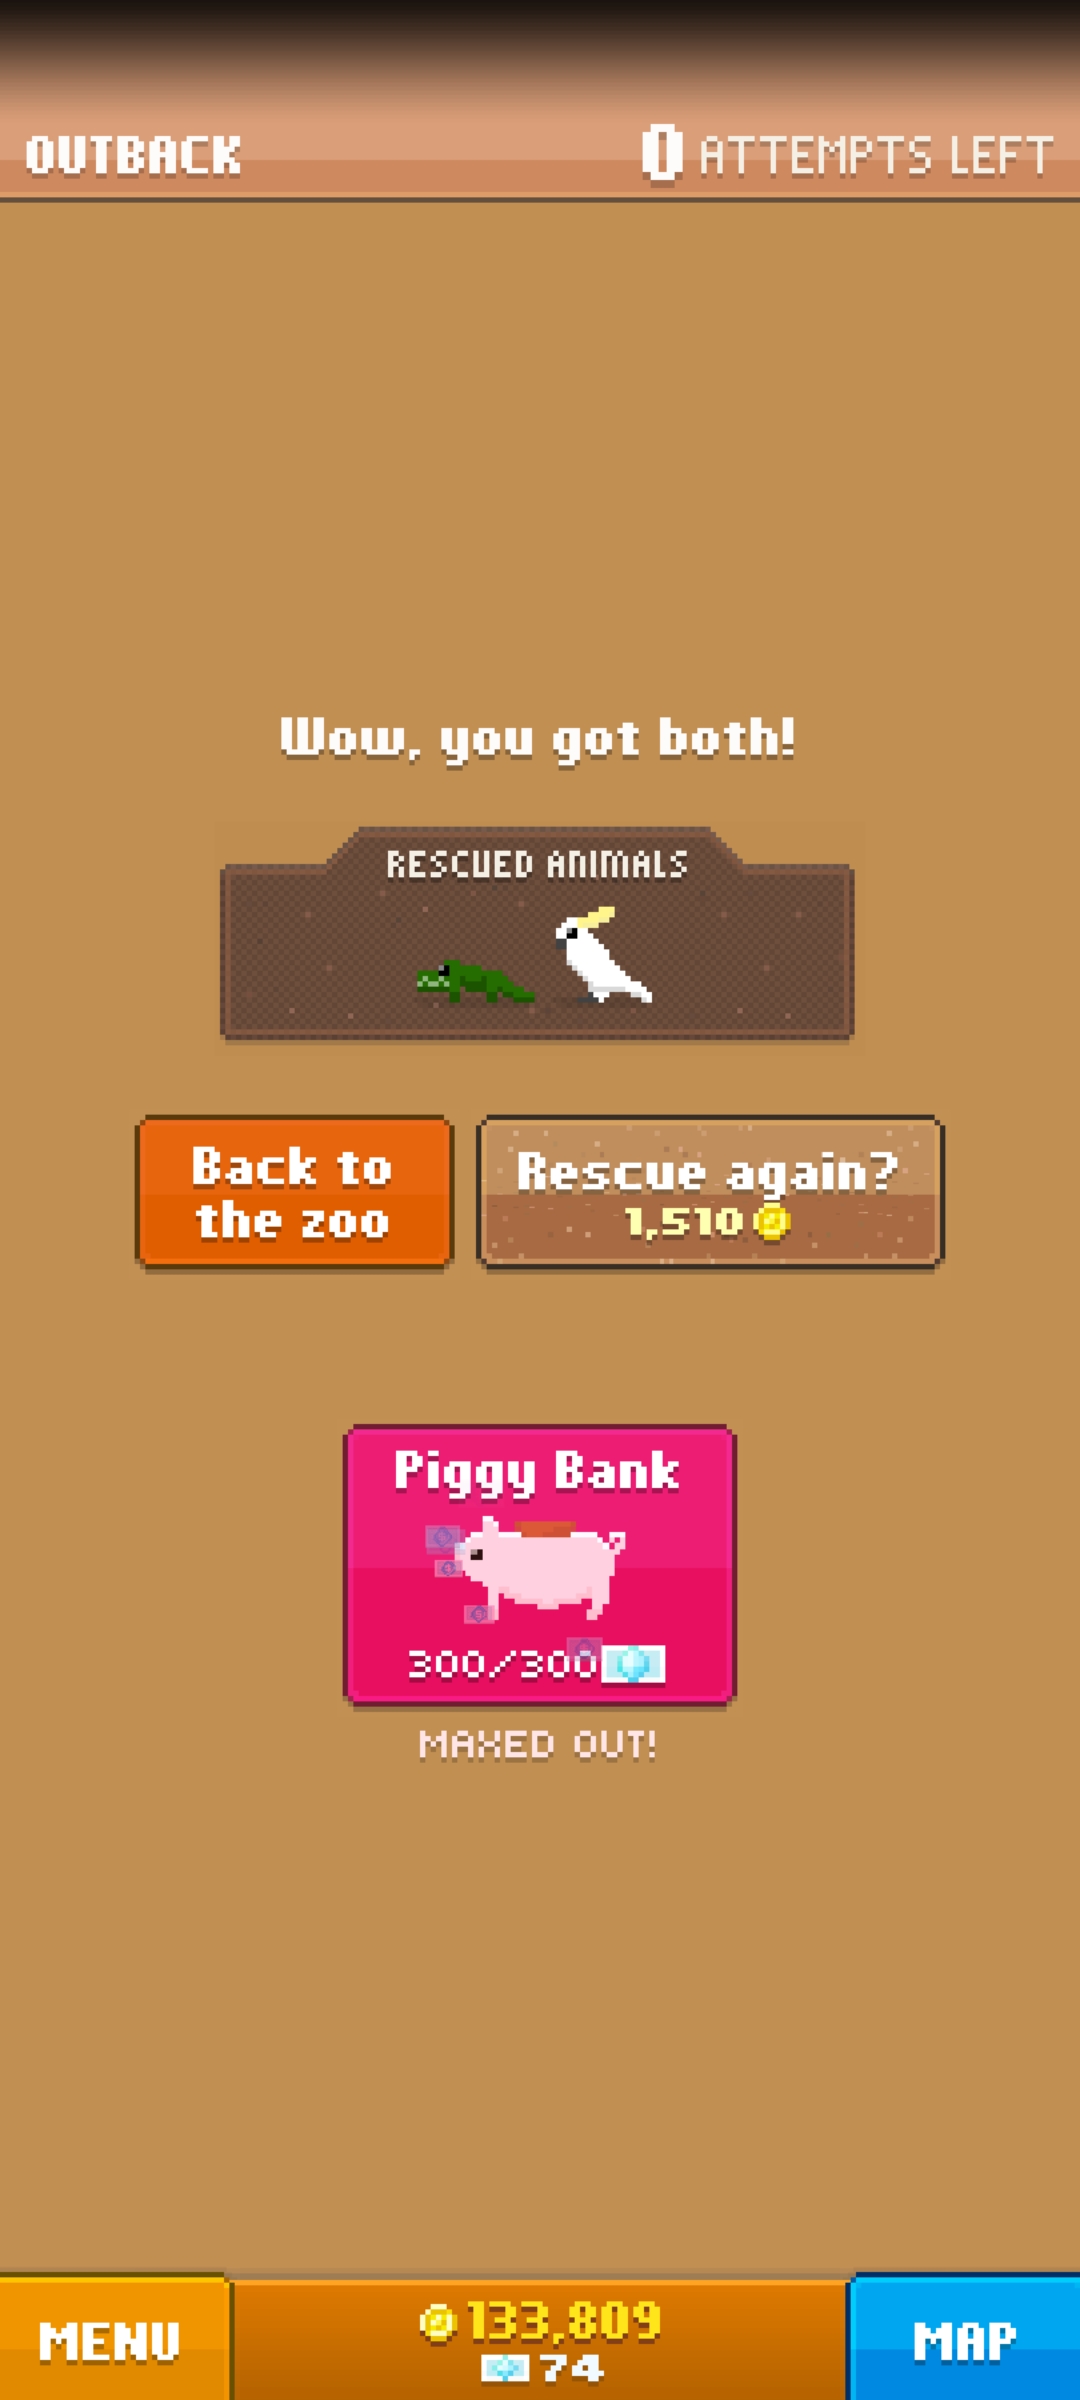 OUTBACK
0 ATTEMPTS LEFT
Wow, you got both!
RESCUED ANIMALS
Back to
the zoo
Rescue again?
1,510
Piggy Bank
300/300
MAXED OUT!
MENU
133,809
74
MAP